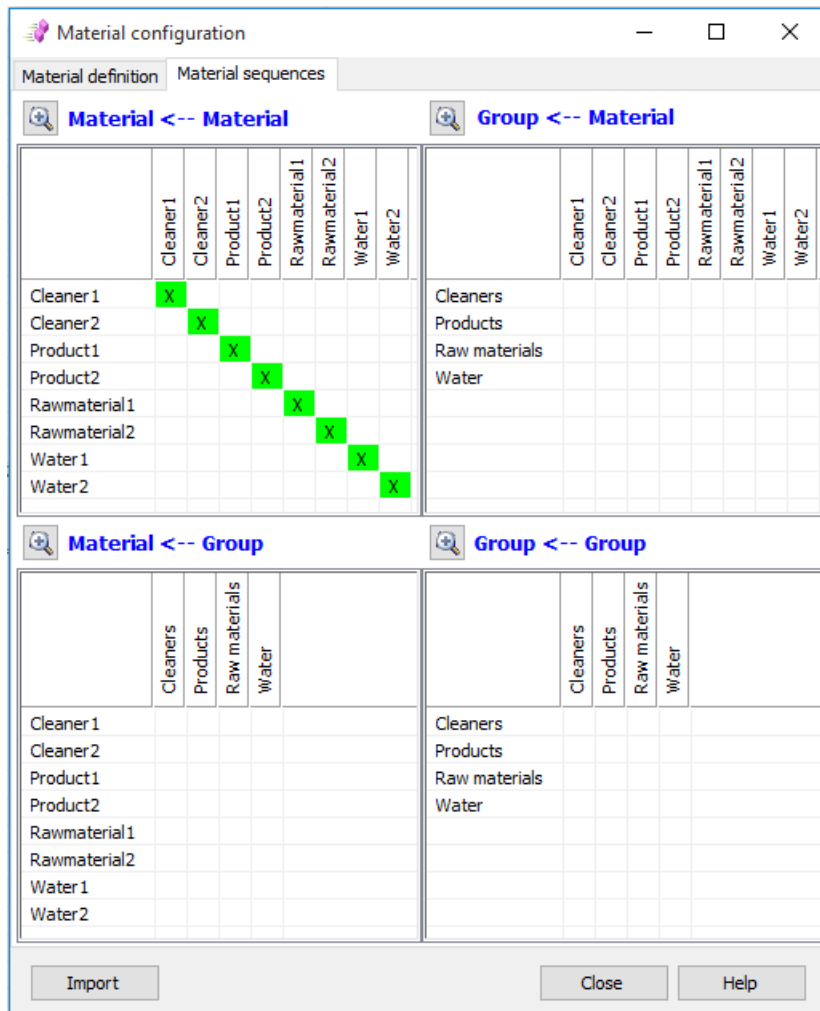 Material configuration
Material definition Material sequences
Material <-- Material
Cleaner1 Cleaner2 Product1 Product2 Rawmaterial1 Rawmaterial2 Water1 Water2
Cleaner1 X
Cleaner2 X
Product1 X
Product2 X
Rawmaterial1 X
Rawmaterial2 X
Water1 X
Water2 X
Group <-- Material
Cleaner1 Cleaner2 Product1 Product2 Rawmaterial1 Rawmaterial2 Water1 Water2
Cleaners
Products
Raw materials
Water
Material <-- Group
Cleaners Products Raw materials Water
Cleaner1
Cleaner2
Product1
Product2
Rawmaterial1
Rawmaterial2
Water1
Water2
Group <-- Group
Cleaners Products Raw materials Water
Cleaners
Products
Raw materials
Water
Import Close Help